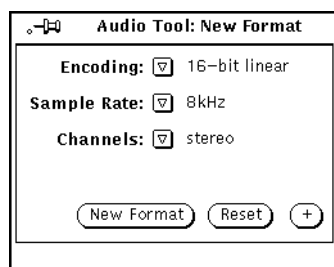 Audio Tool: New Format
Encoding: 16-bit linear
Sample Rate: 8kHz
Channels: stereo
New Format Reset +